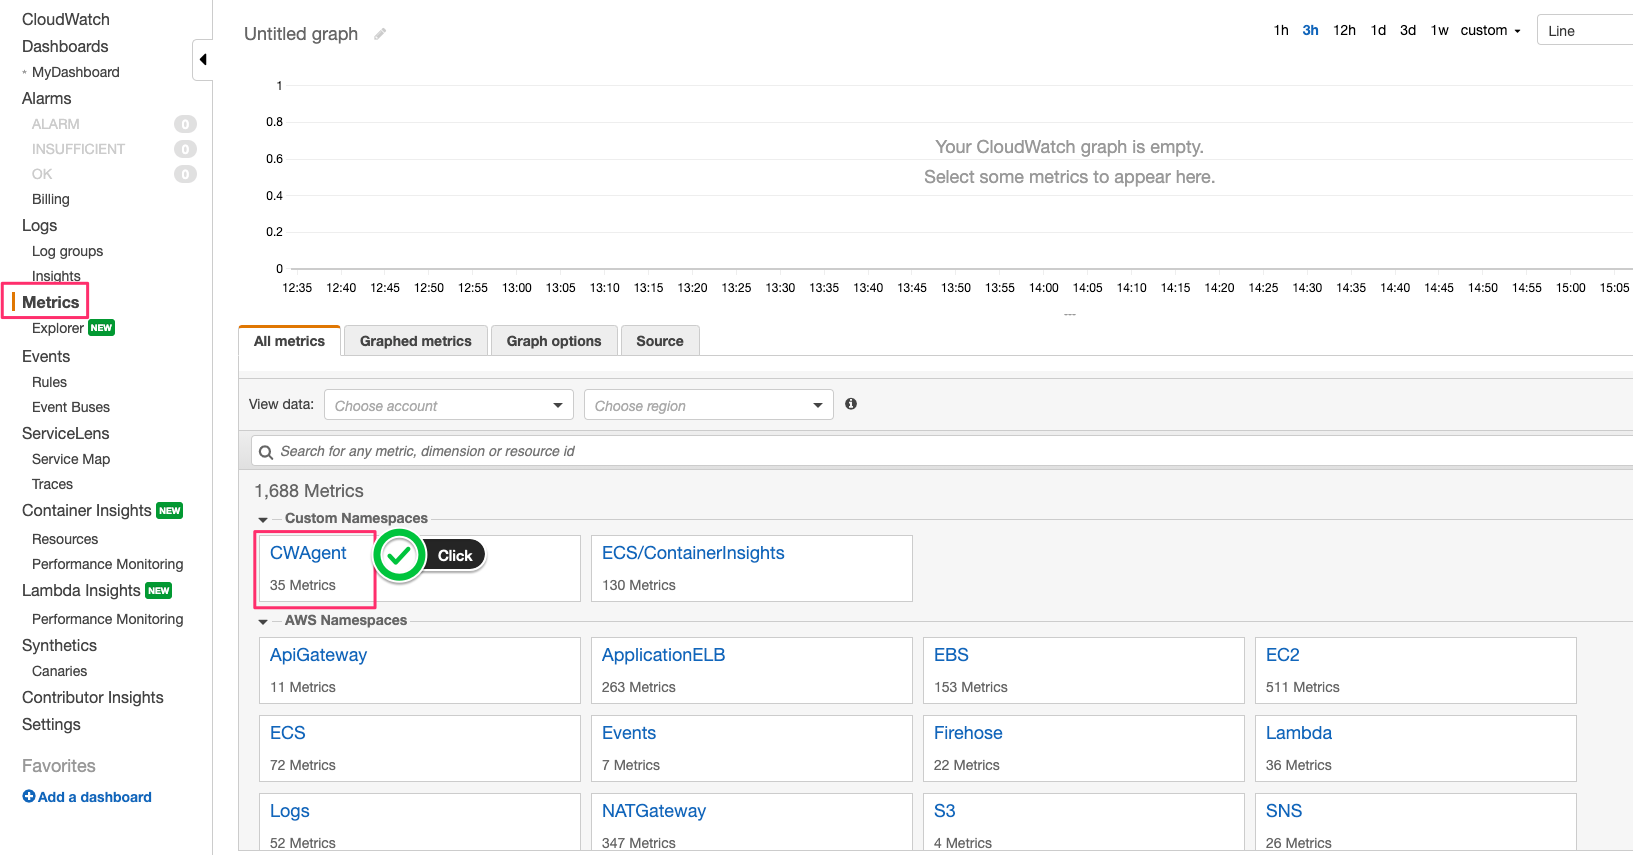 CloudWatch
Dashboards
MyDashboard
Alarms
ALARM 0
INSUFFICIENT 0
OK 0
Billing
Logs
Log groups
Insights
Metrics
Explorer NEW
Events
Rules
Event Buses
ServiceLens
Service Map
Traces
Container Insights NEW
Resources
Performance Monitoring
Lambda Insights NEW
Performance Monitoring
Synthetics
Canaries
Contributor Insights
Settings
Favorites
Add a dashboard
Untitled graph
1h 3h 12h 1d 3d 1w custom Line
1
0.8
0.6
0.4
0.2
0
Your CloudWatch graph is empty.
Select some metrics to appear here.
12:35 12:40 12:45 12:50 12:55 13:00 13:05 13:10 13:15 13:20 13:25 13:30 13:35 13:40 13:45 13:50 13:55 14:00 14:05 14:10 14:15 14:20 14:25 14:30 14:35 14:40 14:45 14:50 14:55 15:00 15:05
All metrics Graphed metrics Graph options Source
View data: Choose account Choose region
Search for any metric, dimension or resource id
1,688 Metrics
Custom Namespaces
CWAgent
35 Metrics
Click
ECS/ContainerInsights
130 Metrics
AWS Namespaces
ApiGateway
11 Metrics
ApplicationELB
263 Metrics
EBS
153 Metrics
EC2
511 Metrics
ECS
72 Metrics
Events
7 Metrics
Firehose
22 Metrics
Lambda
36 Metrics
Logs
52 Metrics
NATGateway
347 Metrics
S3
4 Metrics
SNS
26 Metrics